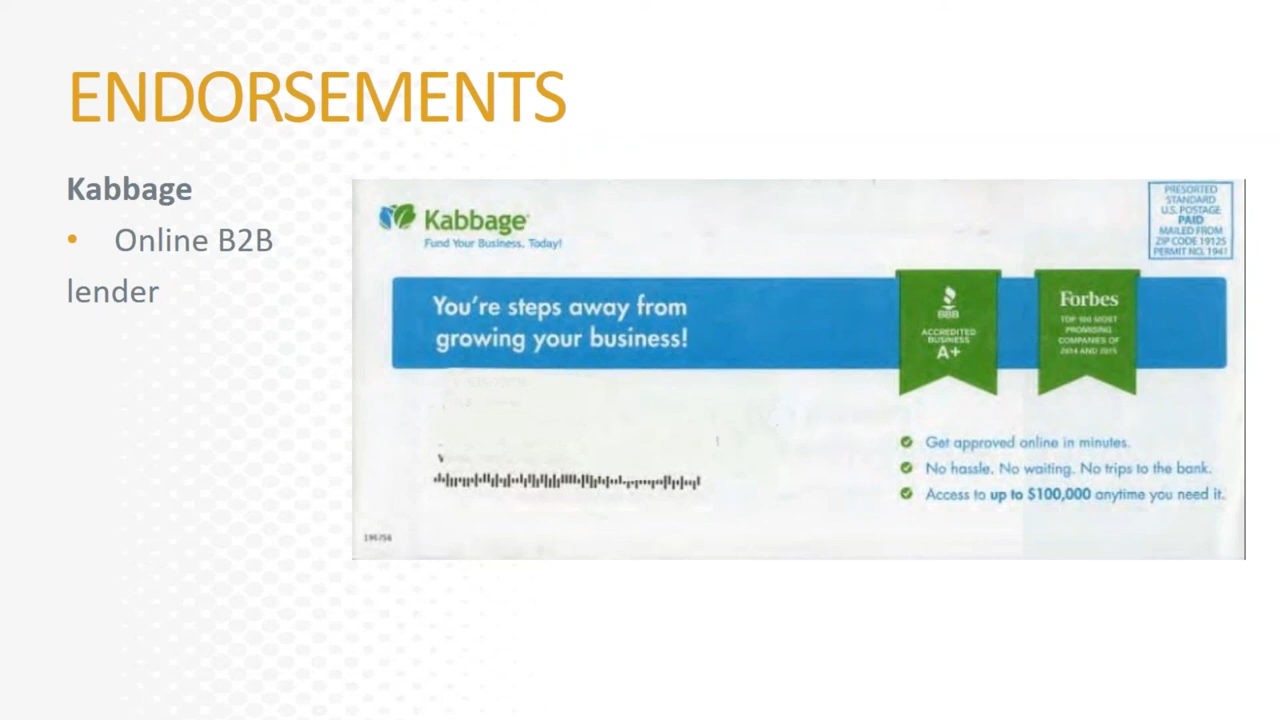 ENDORSEMENTS
Kabbage
• Online B2B
lender
Kabbage
Fund Your Business. Today!
PRESORTED
STANDARD
U.S. POSTAGE
PAID
MAILED FROM
ZIP CODE 19125
PERMIT NO. 1941
You're steps away from
growing your business!
BBB
ACCREDITED
BUSINESS
A+
Forbes
TOP 100 MOST
PROMISING
COMPANIES OF
2014 AND 2015
Get approved online in minutes.
No hassle. No waiting. No trips to the bank.
Access to up to $100,000 anytime you need it.